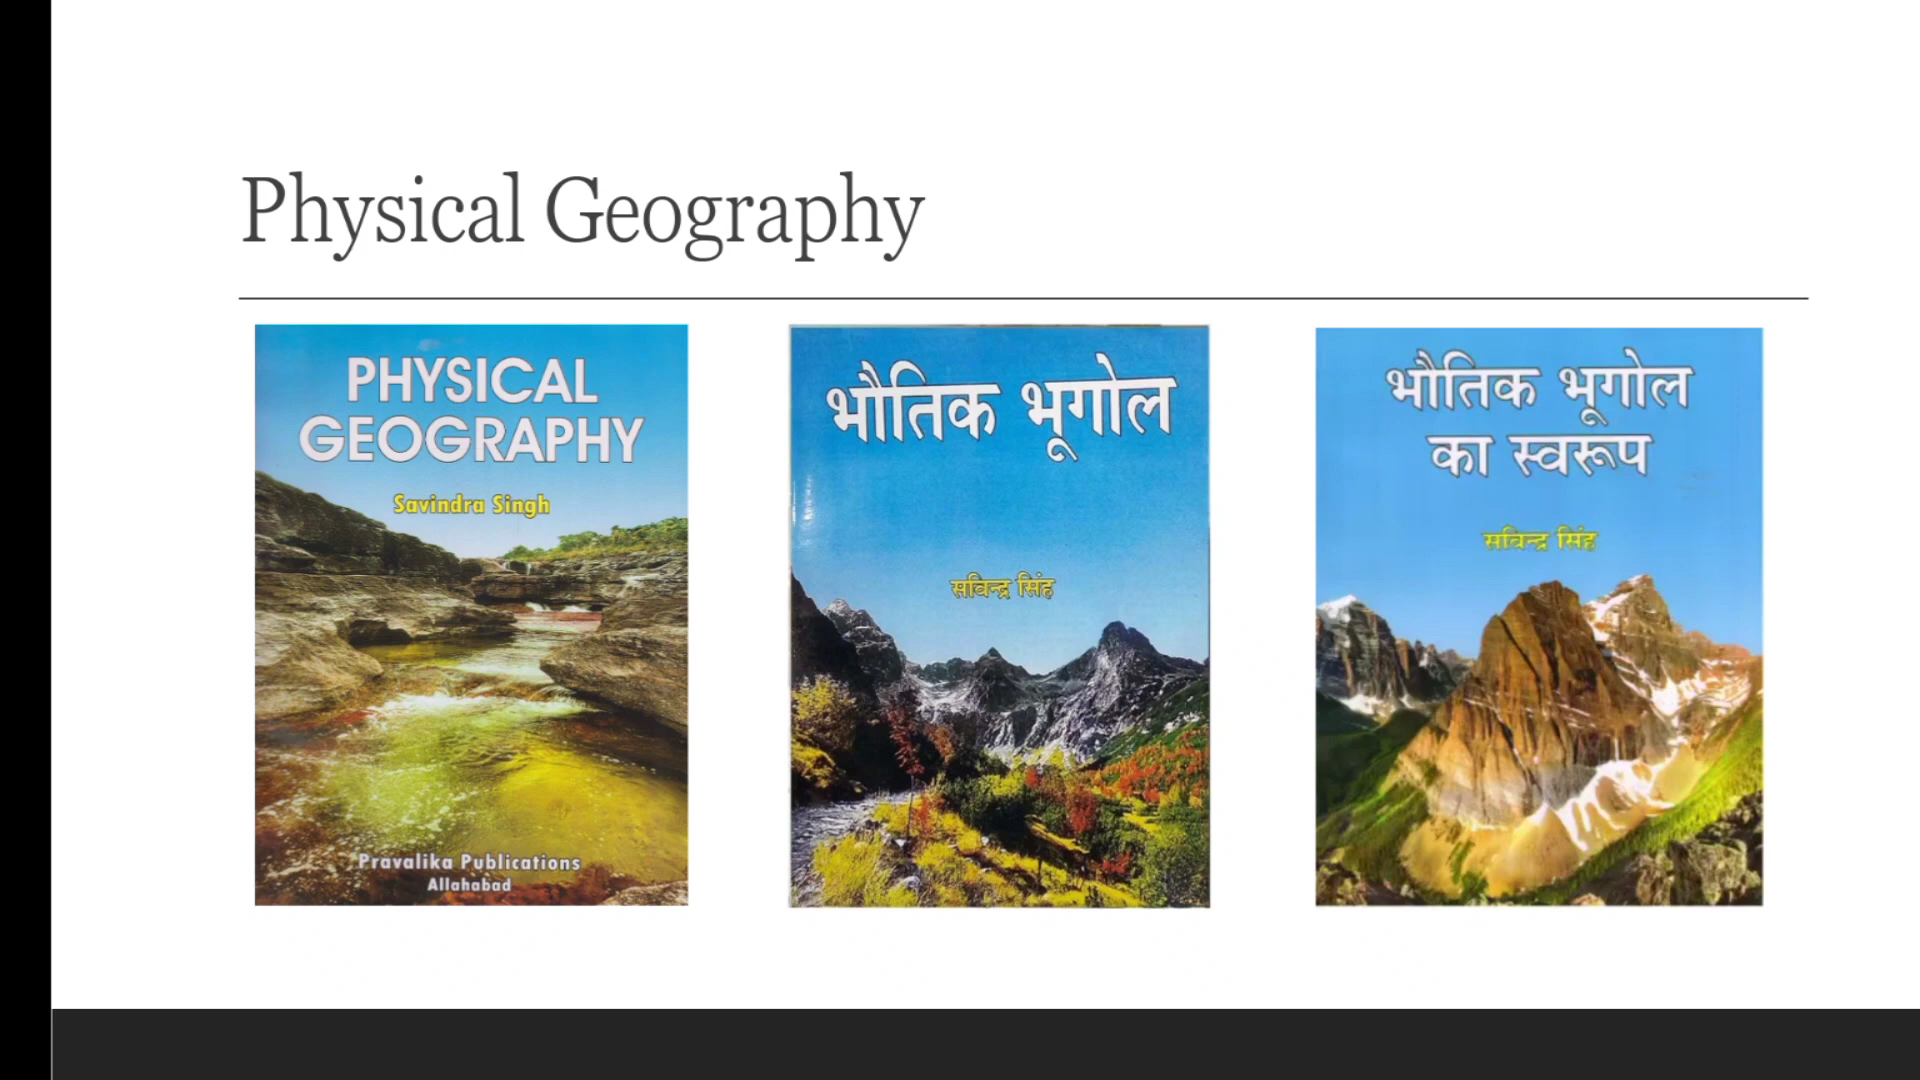 Physical Geography
PHYSICAL
GEOGRAPHY
Savindra Singh
Pravalika Publications
Allahabad
भौतिक भूगोल
सविन्द्र सिंह
भौतिक भूगोल
का स्वरूप
सविन्द्र सिंह